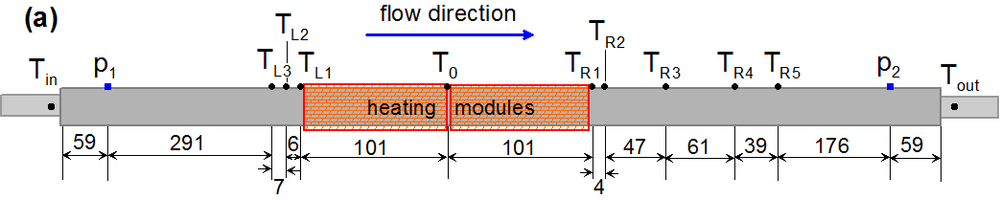 (a)
flow direction
T_in p_1 T_L3 T_L2 T_L1 T_0 T_R1 T_R2 T_R3 T_R4 T_R5 p_2 T_out
heating modules
59 291 7 6 101 101 4 47 61 39 176 59